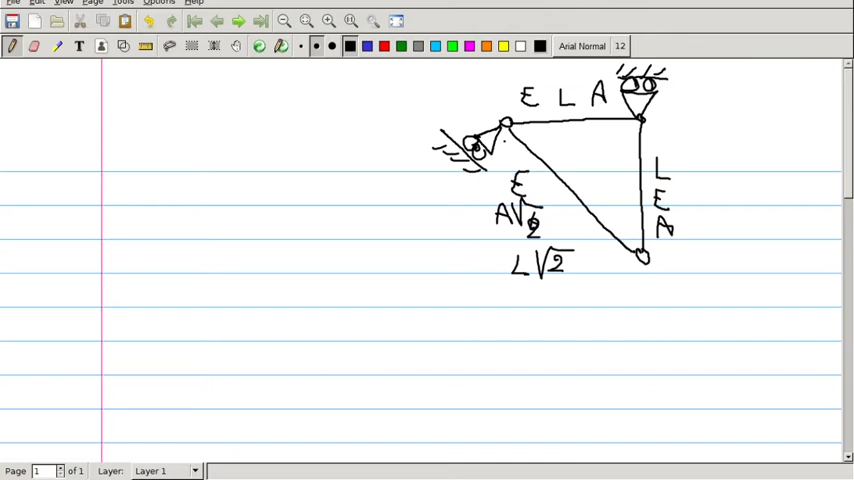 File Edit View Page Tools Options Help
Arial Normal 12
E L A
L
E
A
E
A√2
L√2
Page 1 of 1 Layer: Layer 1